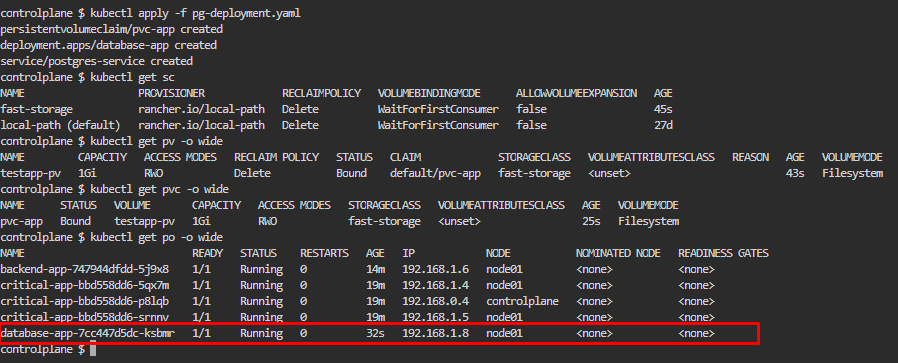 controlplane $ kubectl apply -f pg-deployment.yaml
persistentvolumeclaim/pvc-app created
deployment.apps/database-app created
service/postgres-service created
controlplane $ kubectl get sc
NAME PROVISIONER RECLAIMPOLICY VOLUMEBINDINGMODE ALLOWVOLUMEEXPANSION AGE
fast-storage rancher.io/local-path Delete WaitForFirstConsumer false 45s
local-path (default) rancher.io/local-path Delete WaitForFirstConsumer false 27d
controlplane $ kubectl get pv -o wide
NAME CAPACITY ACCESS MODES RECLAIM POLICY STATUS CLAIM STORAGECLASS VOLUMEATTRIBUTESCLASS REASON AGE VOLUMEMODE
testapp-pv 1Gi RWO Delete Bound default/pvc-app fast-storage <unset> 43s Filesystem
controlplane $ kubectl get pvc -o wide
NAME STATUS VOLUME CAPACITY ACCESS MODES STORAGECLASS VOLUMEATTRIBUTESCLASS AGE VOLUMEMODE
pvc-app Bound testapp-pv 1Gi RWO fast-storage <unset> 25s Filesystem
controlplane $ kubectl get po -o wide
NAME READY STATUS RESTARTS AGE IP NODE NOMINATED NODE READINESS GATES
backend-app-747944dfdd-5j9x8 1/1 Running 0 14m 192.168.1.6 node01 <none> <none>
critical-app-bbd558dd6-5qx7m 1/1 Running 0 19m 192.168.1.4 node01 <none> <none>
critical-app-bbd558dd6-p8lqb 1/1 Running 0 19m 192.168.0.4 controlplane <none> <none>
critical-app-bbd558dd6-srnnv 1/1 Running 0 19m 192.168.1.5 node01 <none> <none>
database-app-7cc447d5dc-ksbmr 1/1 Running 0 32s 192.168.1.8 node01 <none> <none>
controlplane $